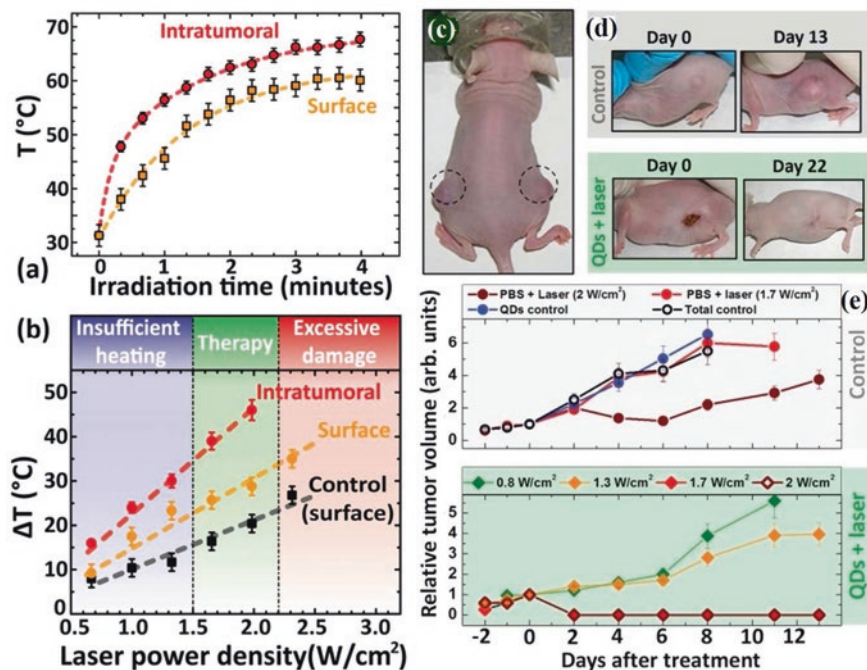 Intratumoral
Surface
T (°C)
70
60
50
40
30
0 1 2 3 4
Irradiation time (minutes)
(a)
(b)
Insufficient
heating
Therapy
Excessive
damage
Intratumoral
Surface
Control
(surface)
ΔT (°C)
50
40
30
20
10
0
0.5 1.0 1.5 2.0 2.5 3.0
Laser power density(W/cm²)
(c)
(d)
Day 0 Day 13
Control
Day 0 Day 22
QDs + laser
PBS + Laser (2 W/cm²) PBS + laser (1.7 W/cm²)
QDs control Total control
(e)
6
4
2
0
Control
Relative tumor volume (arb. units)
0.8 W/cm² 1.3 W/cm² 1.7 W/cm² 2 W/cm²
5
4
3
2
1
0
QDs + laser
-2 0 2 4 6 8 10 12
Days after treatment